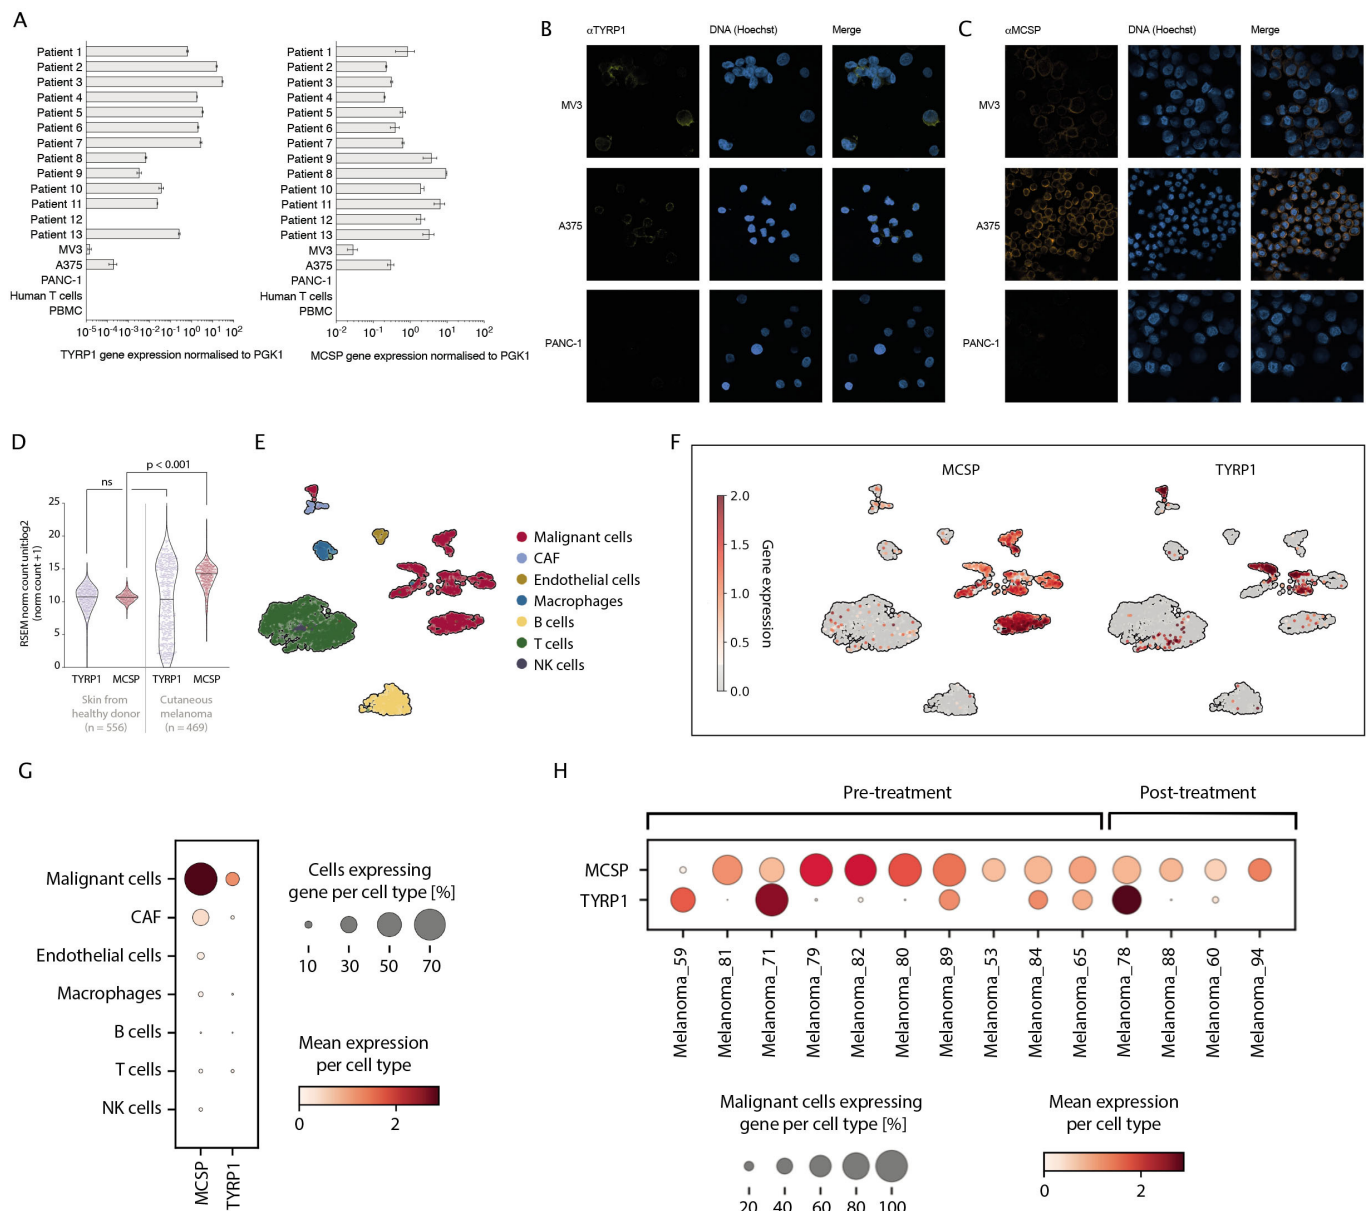 A
Patient 1
Patient 2
Patient 3
Patient 4
Patient 5
Patient 6
Patient 7
Patient 8
Patient 9
Patient 10
Patient 11
Patient 12
Patient 13
MV3
A375
PANC-1
Human T cells
PBMC
10-5 10-4 10-3 10-2 10-1 100 101 102
TYRP1 gene expression normalised to PGK1
Patient 1
Patient 2
Patient 3
Patient 4
Patient 5
Patient 6
Patient 7
Patient 9
Patient 8
Patient 10
Patient 11
Patient 12
Patient 13
MV3
A375
PANC-1
Human T cells
PBMC
10-2 10-1 100 101 102
MCSP gene expression normalised to PGK1
B
αTYRP1 DNA (Hoechst) Merge
MV3
A375
PANC-1
C
αMCSP DNA (Hoechst) Merge
MV3
A375
PANC-1
D
p < 0.001
ns
RSEM norm count unit:log2
(norm count +1)
25
20
15
10
5
0
TYRP1 MCSP TYRP1 MCSP
Skin from
healthy donor
(n = 556)
Cutaneous
melanoma
(n = 469)
E
Malignant cells
CAF
Endothelial cells
Macrophages
B cells
T cells
NK cells
F
MCSP TYRP1
2.0
1.5
1.0
0.5
0.0
Gene expression
G
Malignant cells
CAF
Endothelial cells
Macrophages
B cells
T cells
NK cells
MCSP
TYRP1
Cells expressing
gene per cell type [%]
10 30 50 70
Mean expression
per cell type
0 2
H
Pre-treatment Post-treatment
MCSP
TYRP1
Melanoma_59
Melanoma_81
Melanoma_71
Melanoma_79
Melanoma_82
Melanoma_80
Melanoma_89
Melanoma_53
Melanoma_84
Melanoma_65
Melanoma_78
Melanoma_88
Melanoma_60
Melanoma_94
Malignant cells expressing
gene per cell type [%]
20 40 60 80 100
Mean expression
per cell type
0 2